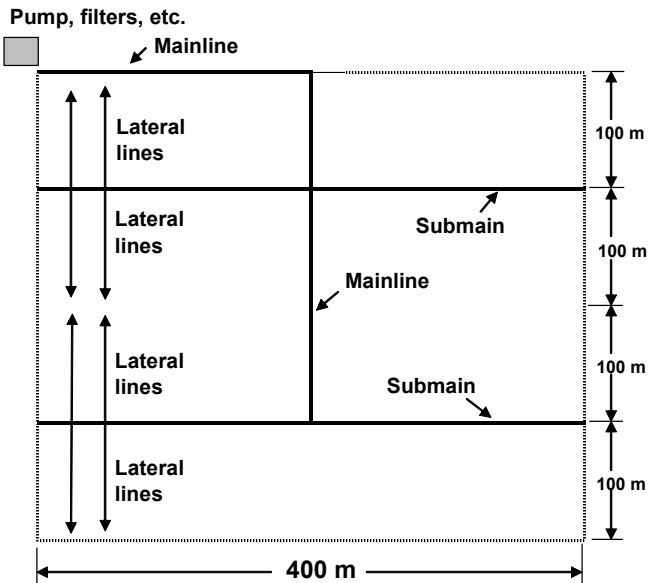 Pump, filters, etc.
Mainline
Lateral
lines
100 m
Lateral
lines
Submain
100 m
Mainline
Lateral
lines
Submain
100 m
Lateral
lines
100 m
400 m